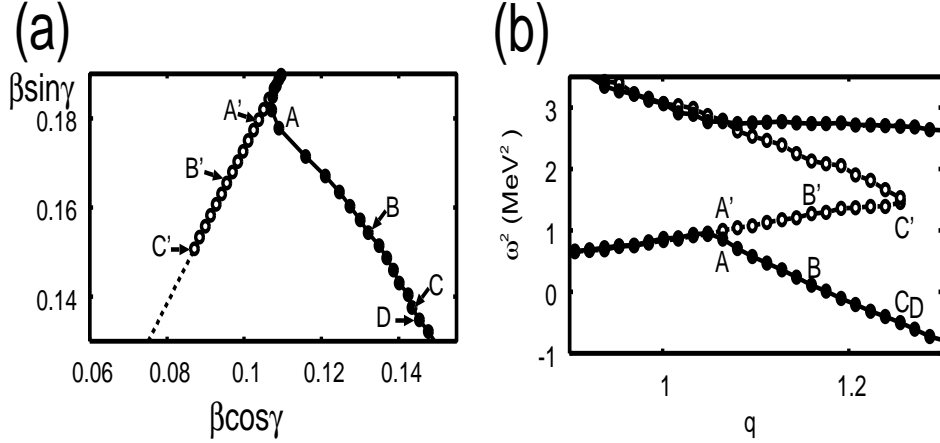 (a)
βsinγ
0.18
0.16
0.14
A'
A
B'
B
C'
C
D
0.06
0.08
0.1
0.12
0.14
βcosγ
(b)
ω² (MeV²)
3
2
1
0
-1
A'
B'
C'
A
B
C
D
1
1.2
q